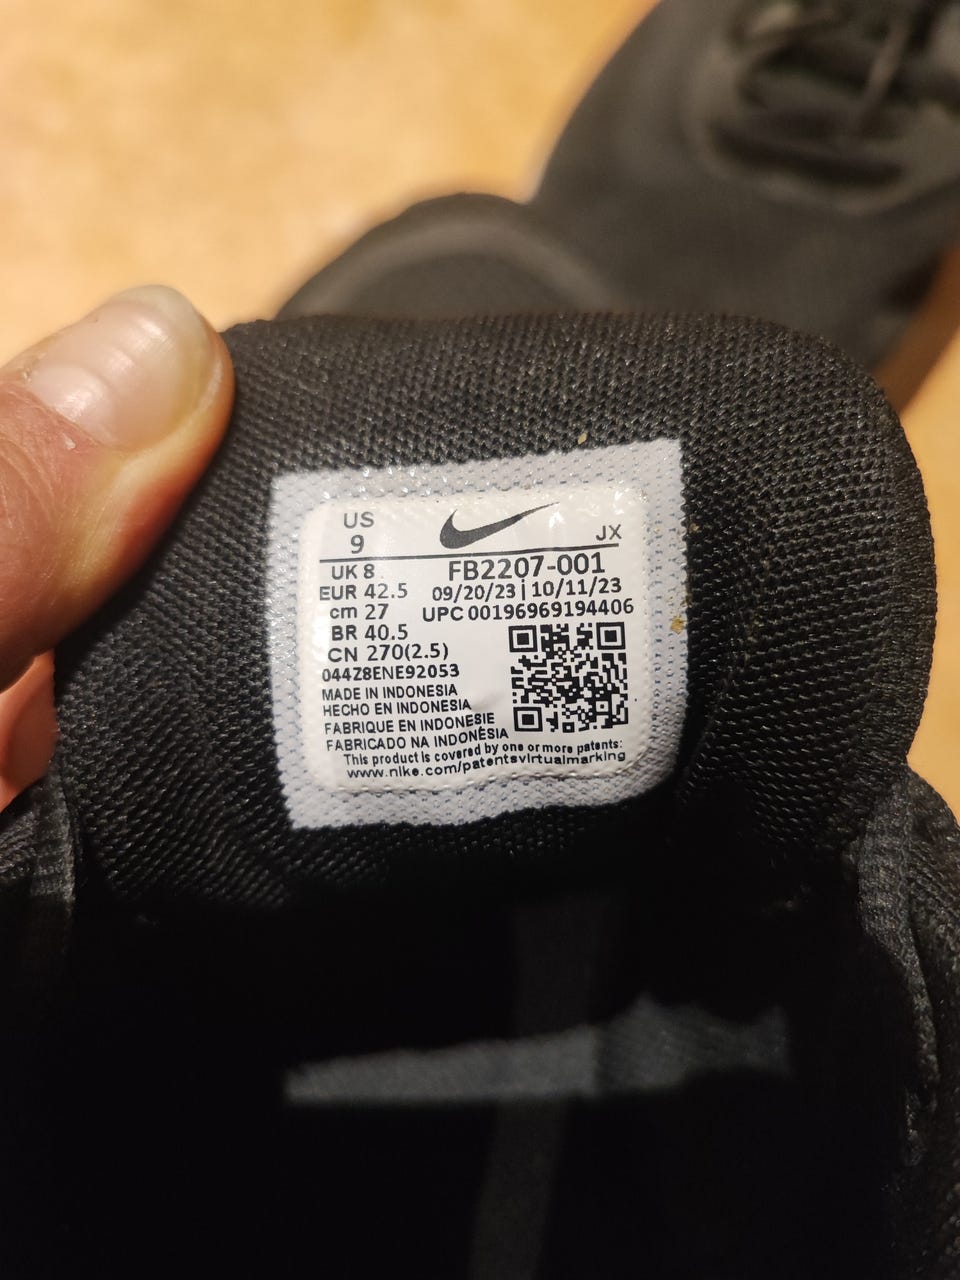 US
9
JX
UK 8 FB2207-001
EUR 42.5 09/20/23 | 10/11/23
cm 27 UPC 00196969194406
BR 40.5
CN 270(2.5)
044Z8ENE92053
MADE IN INDONESIA
HECHO EN INDONESIA
FABRIQUE EN INDONESIE
FABRICADO NA INDONÉSIA
This product is covered by one or more patents:
www.nike.com/patentsvirtualmarking